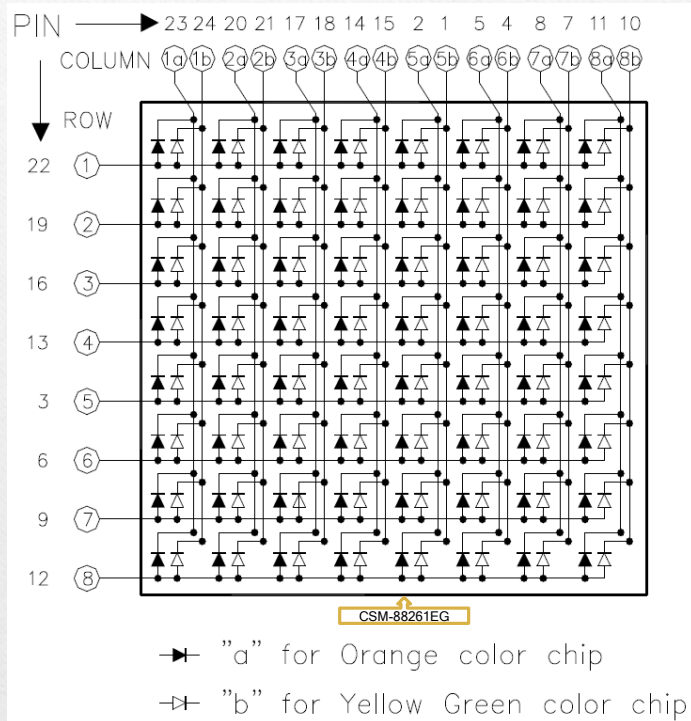 PIN 23 24 20 21 17 18 14 15 2 1 5 4 8 7 11 10
COLUMN 1a 1b 2a 2b 3a 3b 4a 4b 5a 5b 6a 6b 7a 7b 8a 8b
ROW
22 1
19 2
16 3
13 4
3 5
6 6
9 7
12 8
CSM-88261EG
"a" for Orange color chip
"b" for Yellow Green color chip